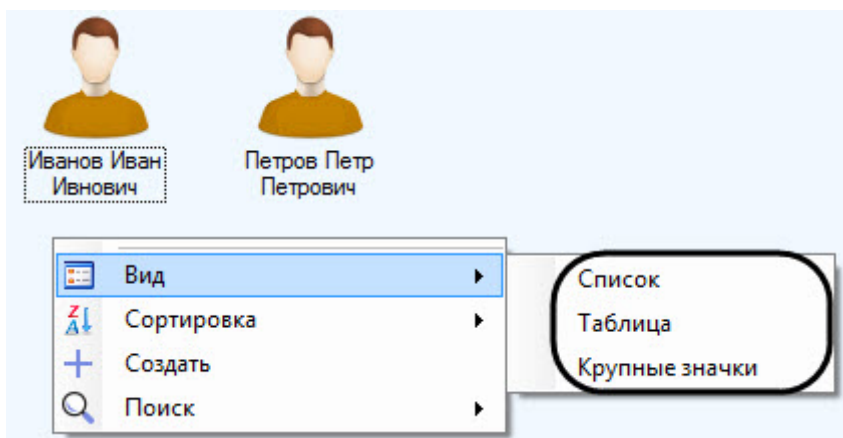 Иванов Иван
Ивнович
Петров Петр
Петрович
Вид
Сортировка
Создать
Поиск
Список
Таблица
Крупные значки